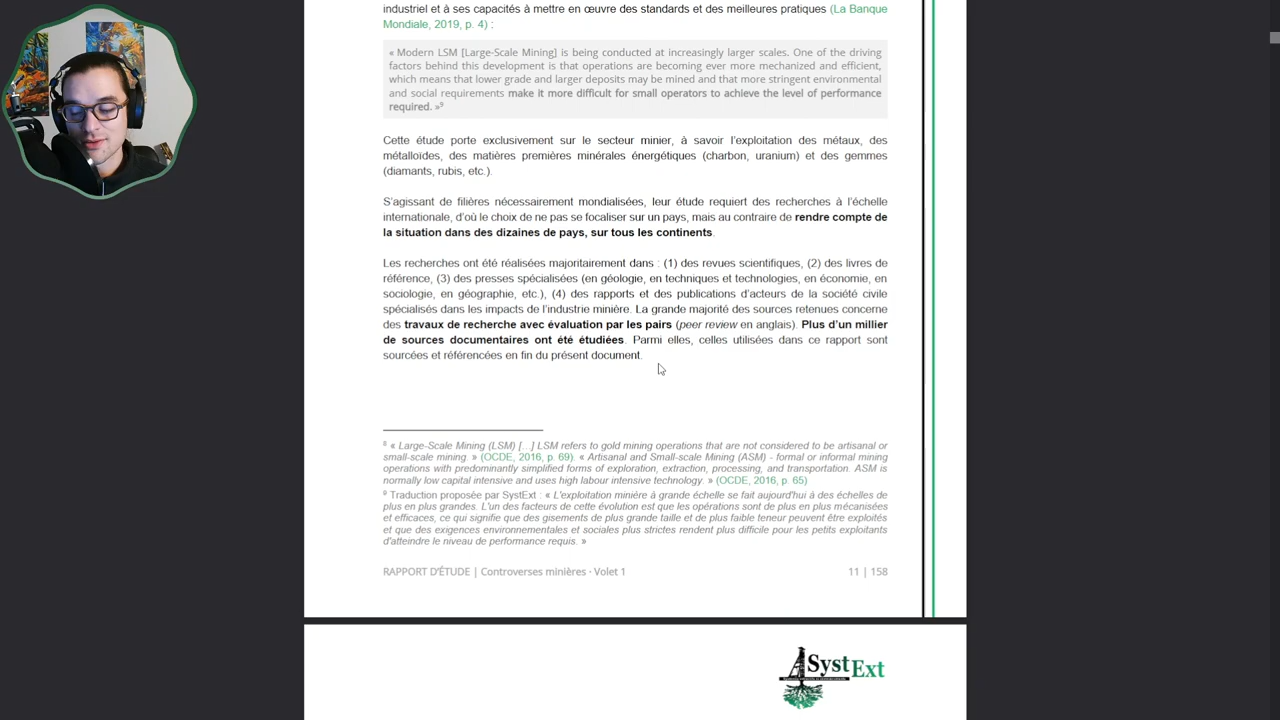 industriel et à ses capacités à mettre en œuvre des standards et des meilleures pratiques (La Banque
Mondiale, 2019, p. 4) :
« Modern LSM [Large-Scale Mining] is being conducted at increasingly larger scales. One of the driving
factors behind this development is that operations are becoming ever more mechanized and efficient,
which means that lower grade and larger deposits may be mined and that more stringent environmental
and social requirements make it more difficult for small operators to achieve the level of performance
required. »⁹
Cette étude porte exclusivement sur le secteur minier, à savoir l'exploitation des métaux, des
métalloïdes, des matières premières minérales énergétiques (charbon, uranium) et des gemmes
(diamants, rubis, etc.).
S'agissant de filières nécessairement mondialisées, leur étude requiert des recherches à l'échelle
internationale, d'où le choix de ne pas se focaliser sur un pays, mais au contraire de rendre compte de
la situation dans des dizaines de pays, sur tous les continents.
Les recherches ont été réalisées majoritairement dans : (1) des revues scientifiques, (2) des livres de
référence, (3) des presses spécialisées (en géologie, en techniques et technologies, en économie, en
sociologie, en géographie, etc.), (4) des rapports et des publications d'acteurs de la société civile
spécialisés dans les impacts de l'industrie minière. La grande majorité des sources retenues concerne
des travaux de recherche avec évaluation par les pairs (peer review en anglais). Plus d'un millier
de sources documentaires ont été étudiées. Parmi elles, celles utilisées dans ce rapport sont
sourcées et référencées en fin du présent document.
⁸ « Large-Scale Mining (LSM) [...] LSM refers to gold mining operations that are not considered to be artisanal or
small-scale mining. » (OCDE, 2016, p. 69). « Artisanal and Small-scale Mining (ASM) - formal or informal mining
operations with predominantly simplified forms of exploration, extraction, processing, and transportation. ASM is
normally low capital intensive and uses high labour intensive technology. » (OCDE, 2016, p. 65)
⁹ Traduction proposée par SystExt : « L'exploitation minière à grande échelle se fait aujourd'hui à des échelles de
plus en plus grandes. L'un des facteurs de cette évolution est que les opérations sont de plus en plus mécanisées
et efficaces, ce qui signifie que des gisements de plus grande taille et de plus faible teneur peuvent être exploités
et que des exigences environnementales et sociales plus strictes rendent plus difficile pour les petits exploitants
d'atteindre le niveau de performance requis. »
RAPPORT D'ÉTUDE | Controverses minières · Volet 1
11 | 158
SystExt